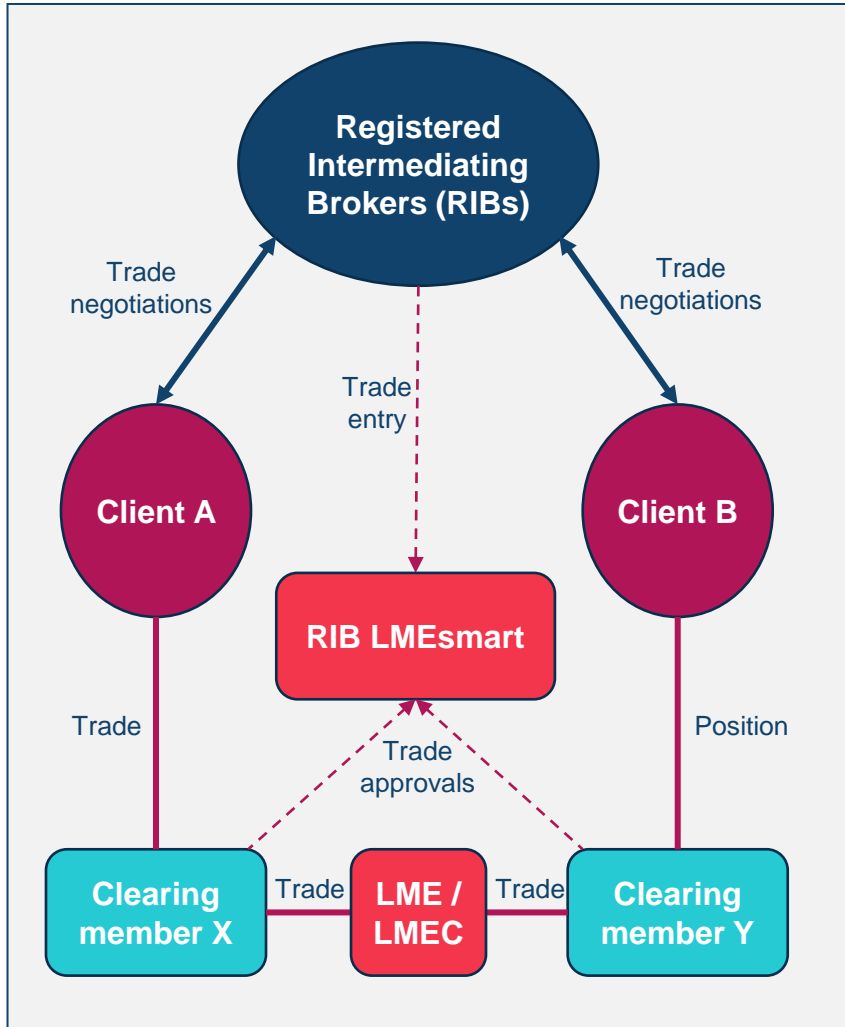 Registered
Intermediating
Brokers (RIBs)
Trade
negotiations
Trade
negotiations
Trade
entry
Client A
Client B
RIB LMEsmart
Trade
Position
Trade
approvals
Clearing
member X
Trade
LME /
LMEC
Trade
Clearing
member Y